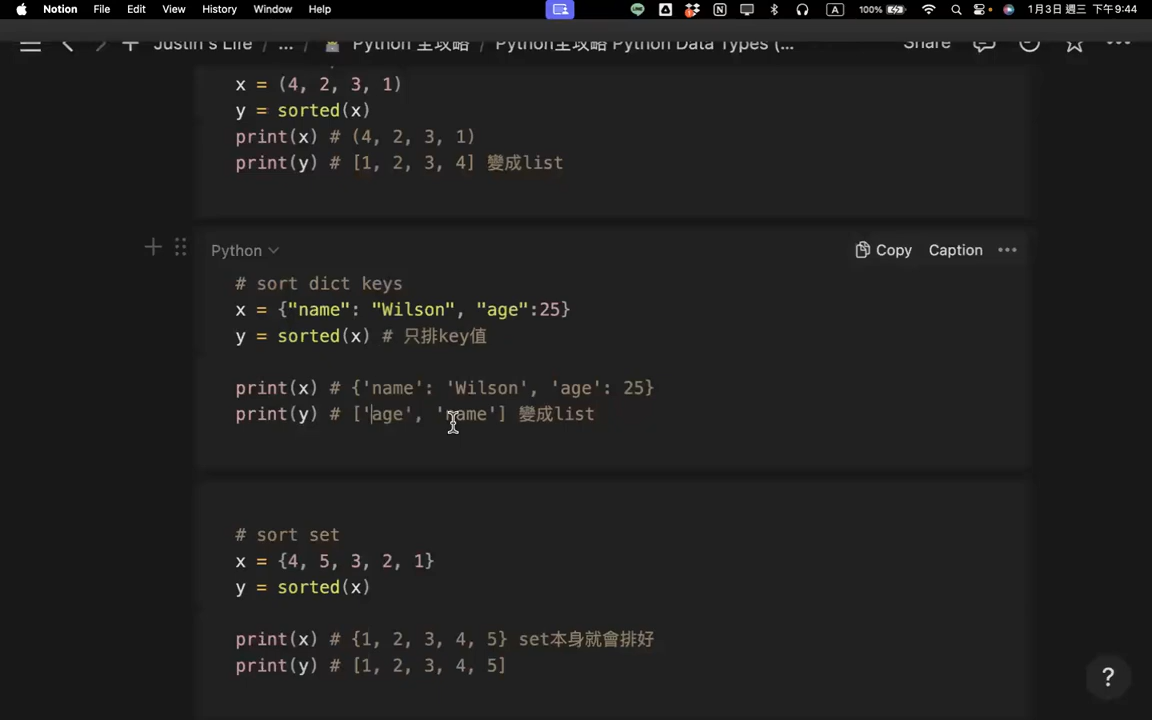 Notion File Edit View History Window Help A 100% 1月3日 週三 下午9:44
Justin's Life / ... / Python 全攻略 / Python全攻略 Python Data Types (... Share
x = (4, 2, 3, 1)
y = sorted(x)
print(x) # (4, 2, 3, 1)
print(y) # [1, 2, 3, 4] 變成list
Python Copy Caption
# sort dict keys
x = {"name": "Wilson", "age":25}
y = sorted(x) # 只排key值
print(x) # {'name': 'Wilson', 'age': 25}
print(y) # ['age', 'name'] 變成list
# sort set
x = {4, 5, 3, 2, 1}
y = sorted(x)
print(x) # {1, 2, 3, 4, 5} set本身就會排好
print(y) # [1, 2, 3, 4, 5]
?